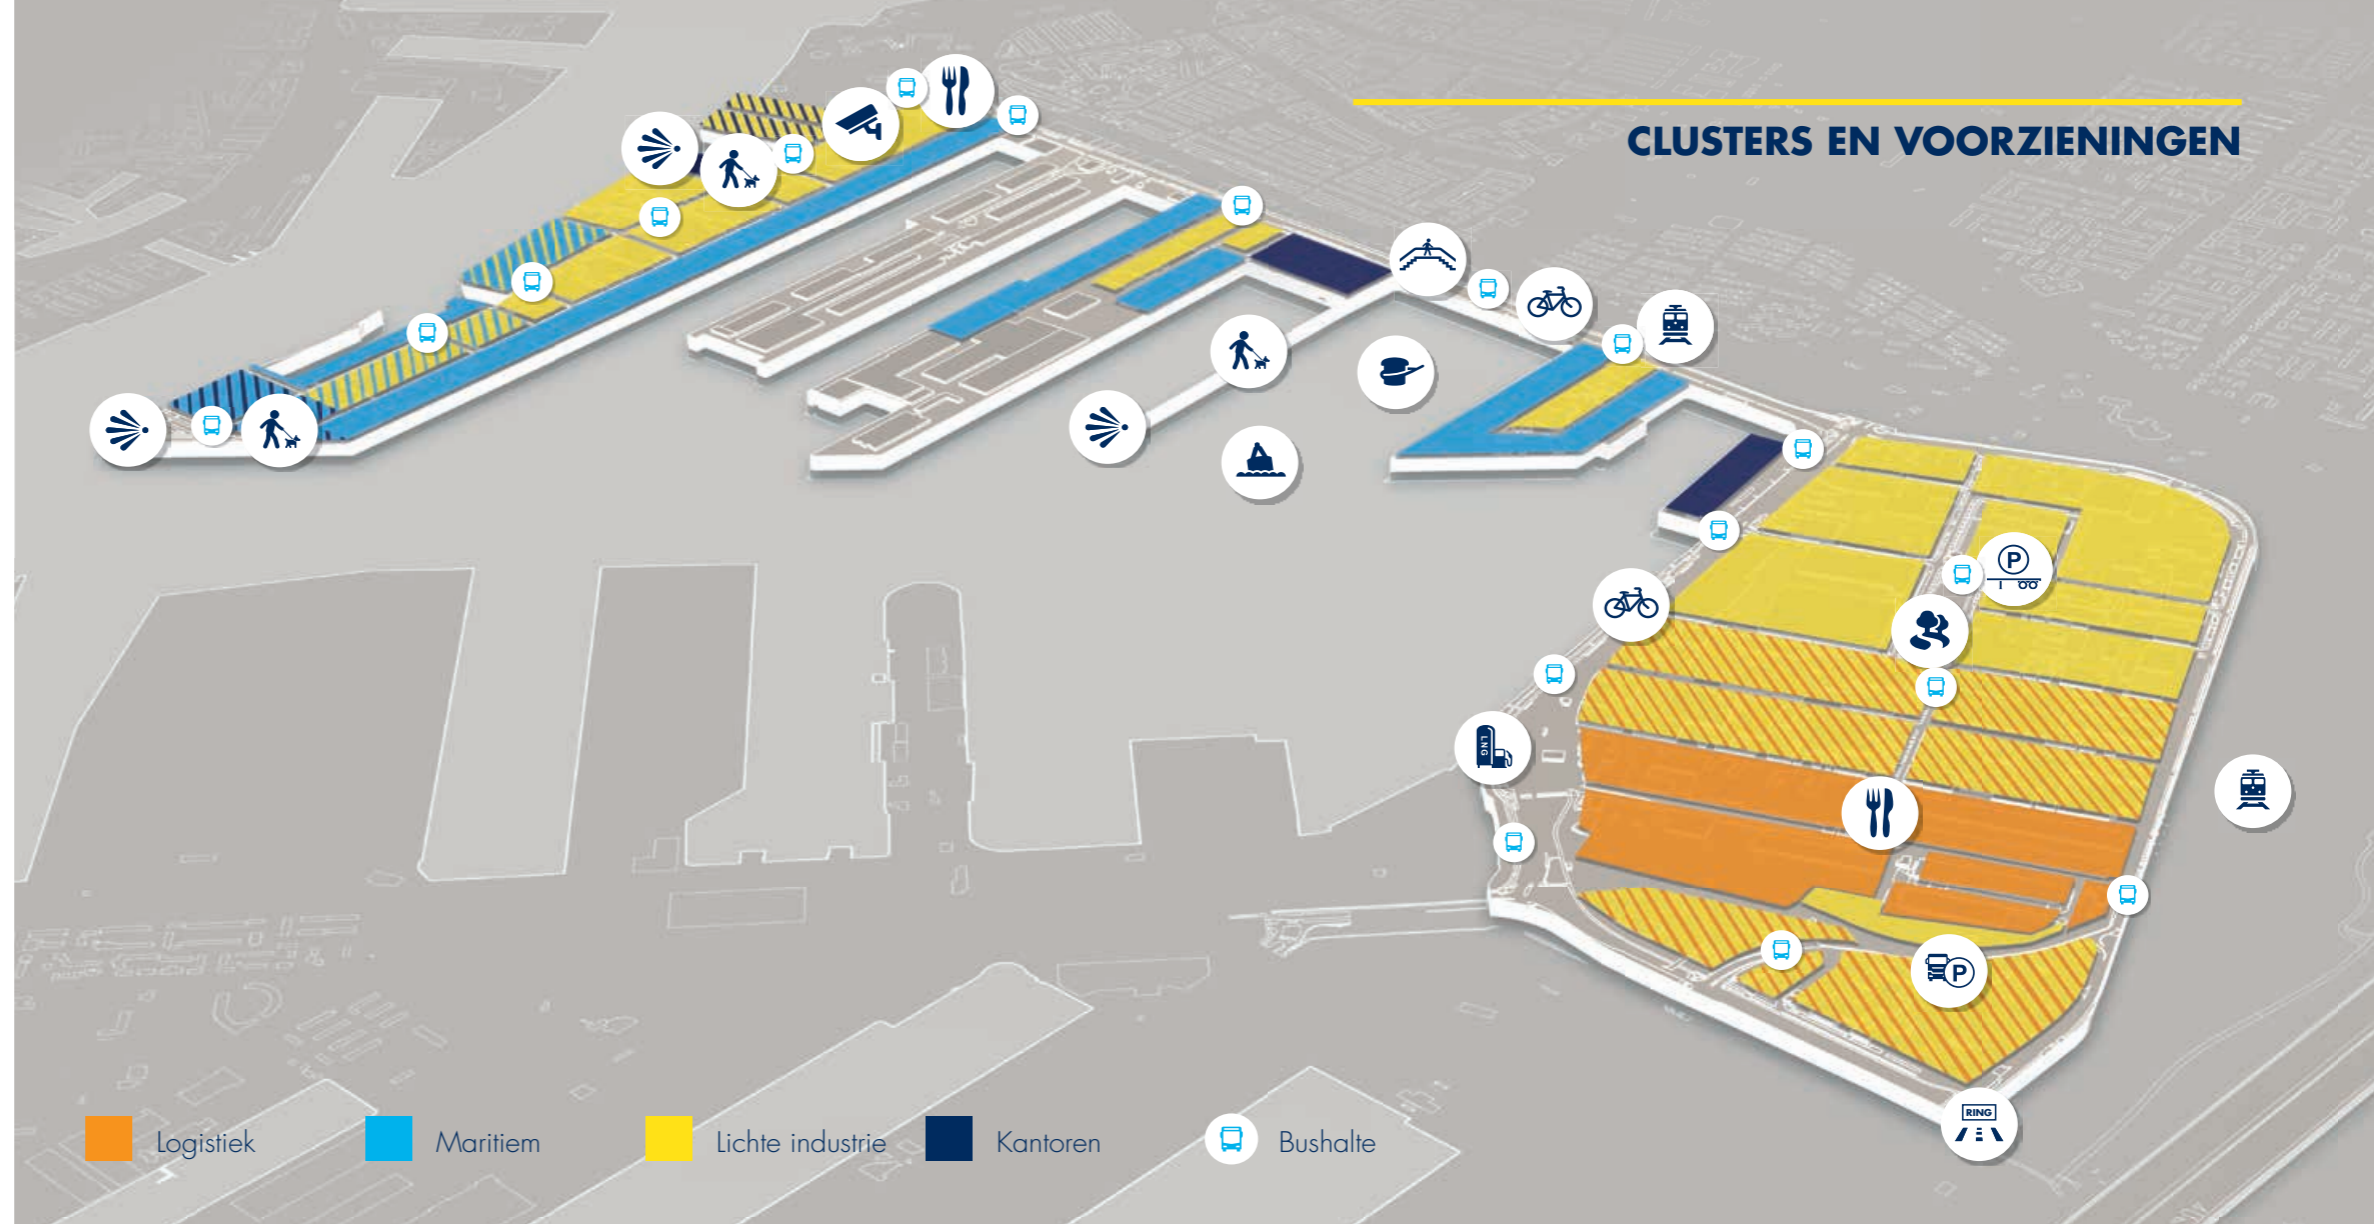 CLUSTERS EN VOORZIENINGEN
P
LNG
P
RING
Logistiek
Maritiem
Lichte industrie
Kantoren
Bushalte